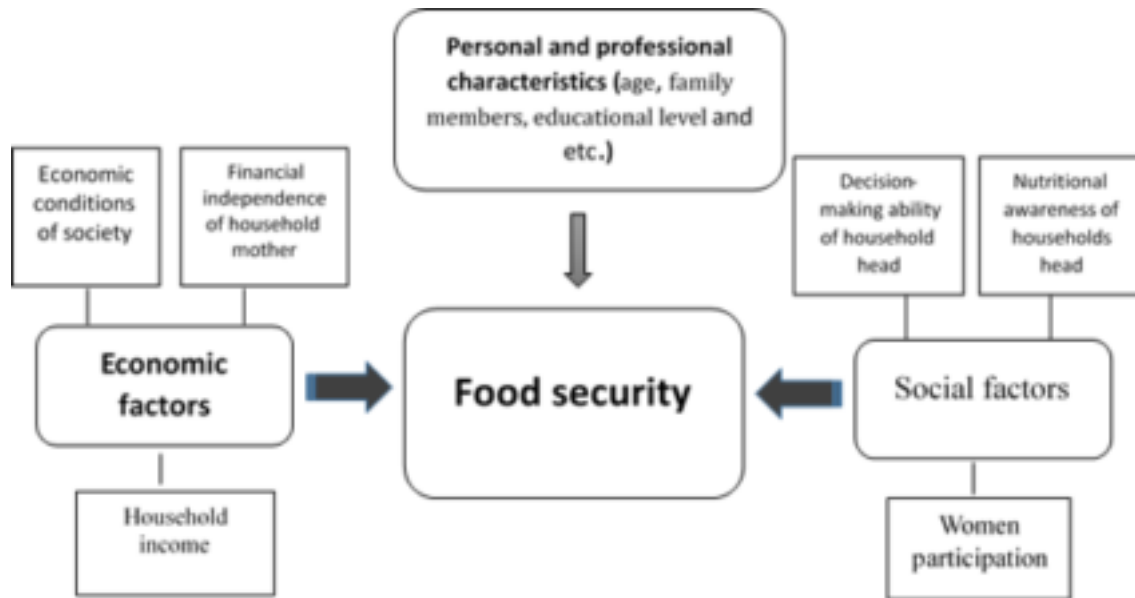 Personal and professional
characteristics (age, family
members, educational level and
etc.)
Economic
conditions
of society
Financial
independence
of household
mother
Decision-
making ability
of household
head
Nutritional
awareness of
households
head
Economic
factors
Food security
Social factors
Household
income
Women
participation